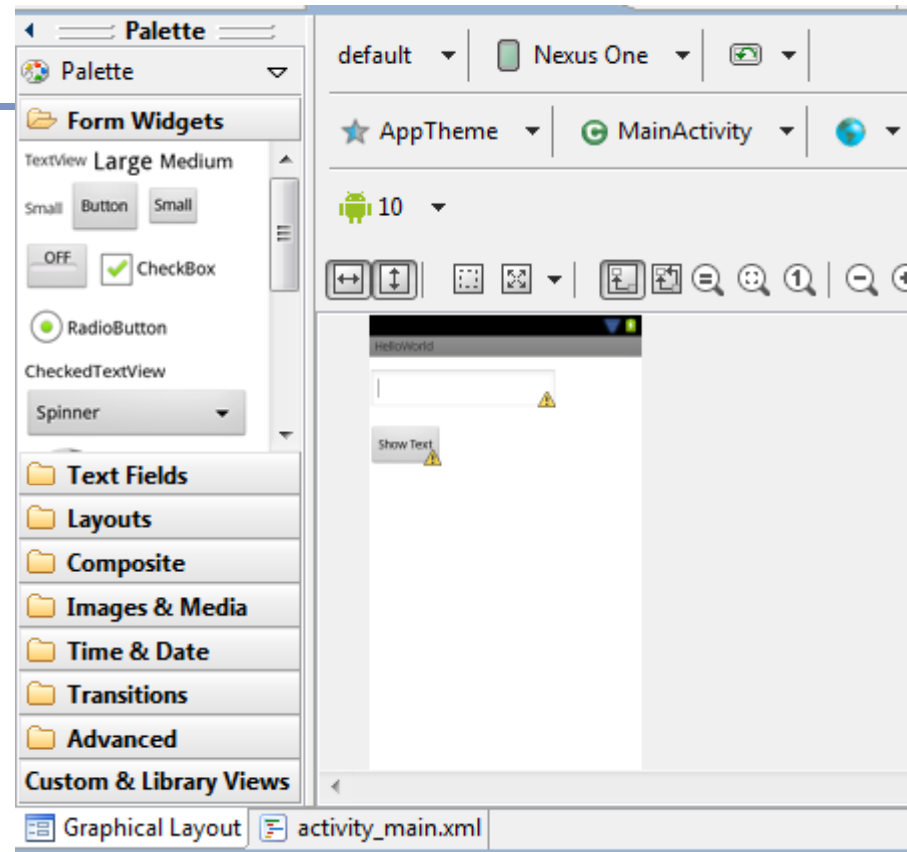 Palette
Palette
Form Widgets
TextView Large Medium
Small Button Small
OFF CheckBox
RadioButton
CheckedTextView
Spinner
Text Fields
Layouts
Composite
Images & Media
Time & Date
Transitions
Advanced
Custom & Library Views
default Nexus One
AppTheme C MainActivity
10
1
HelloWorld
Show Text
Graphical Layout activity_main.xml